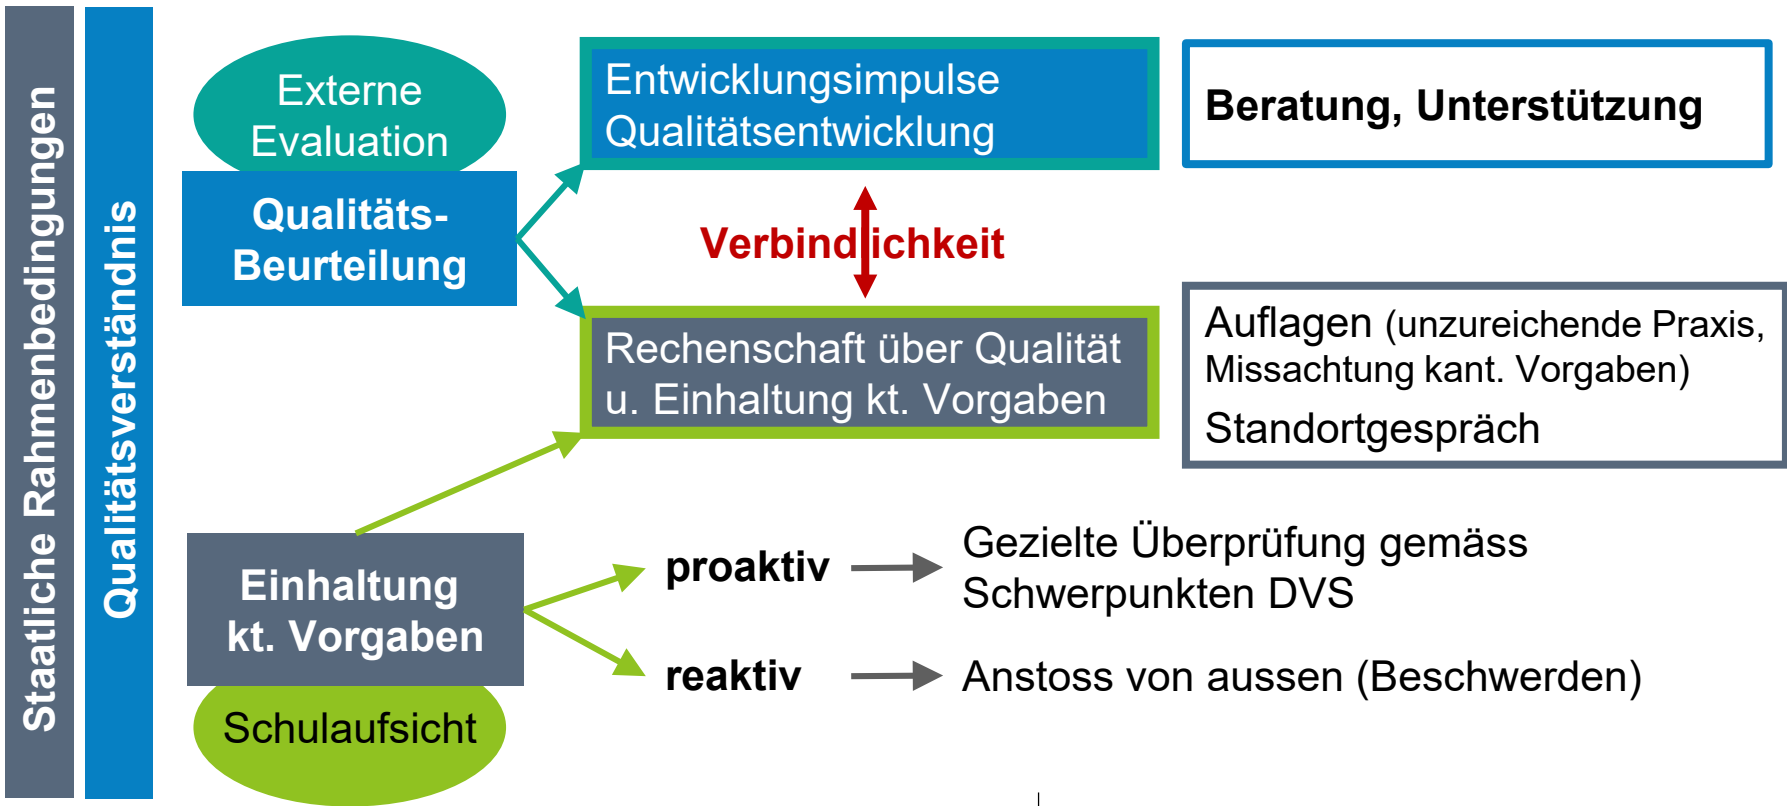 Staatliche Rahmenbedingungen
Qualitätsverständnis
Externe
Evaluation
Qualitäts-
Beurteilung
Entwicklungsimpulse
Qualitätsentwicklung
Beratung, Unterstützung
Verbindlichkeit
Rechenschaft über Qualität
u. Einhaltung kt. Vorgaben
Auflagen (unzureichende Praxis,
Missachtung kant. Vorgaben)
Standortgespräch
Einhaltung
kt. Vorgaben
Schulaufsicht
proaktiv
Gezielte Überprüfung gemäss
Schwerpunkten DVS
reaktiv
Anstoss von aussen (Beschwerden)